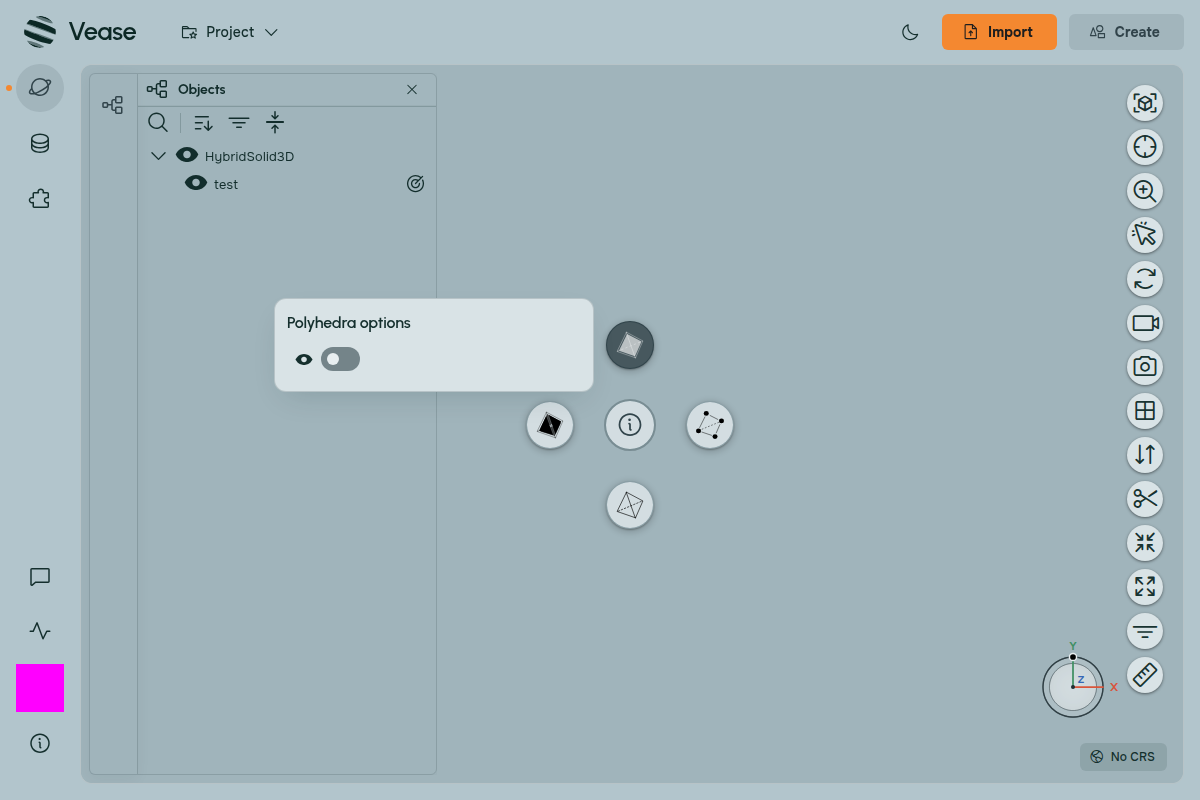 Vease
Project
Import
Create
Objects
HybridSolid3D
test
Polyhedra options
Y
Z
X
No CRS